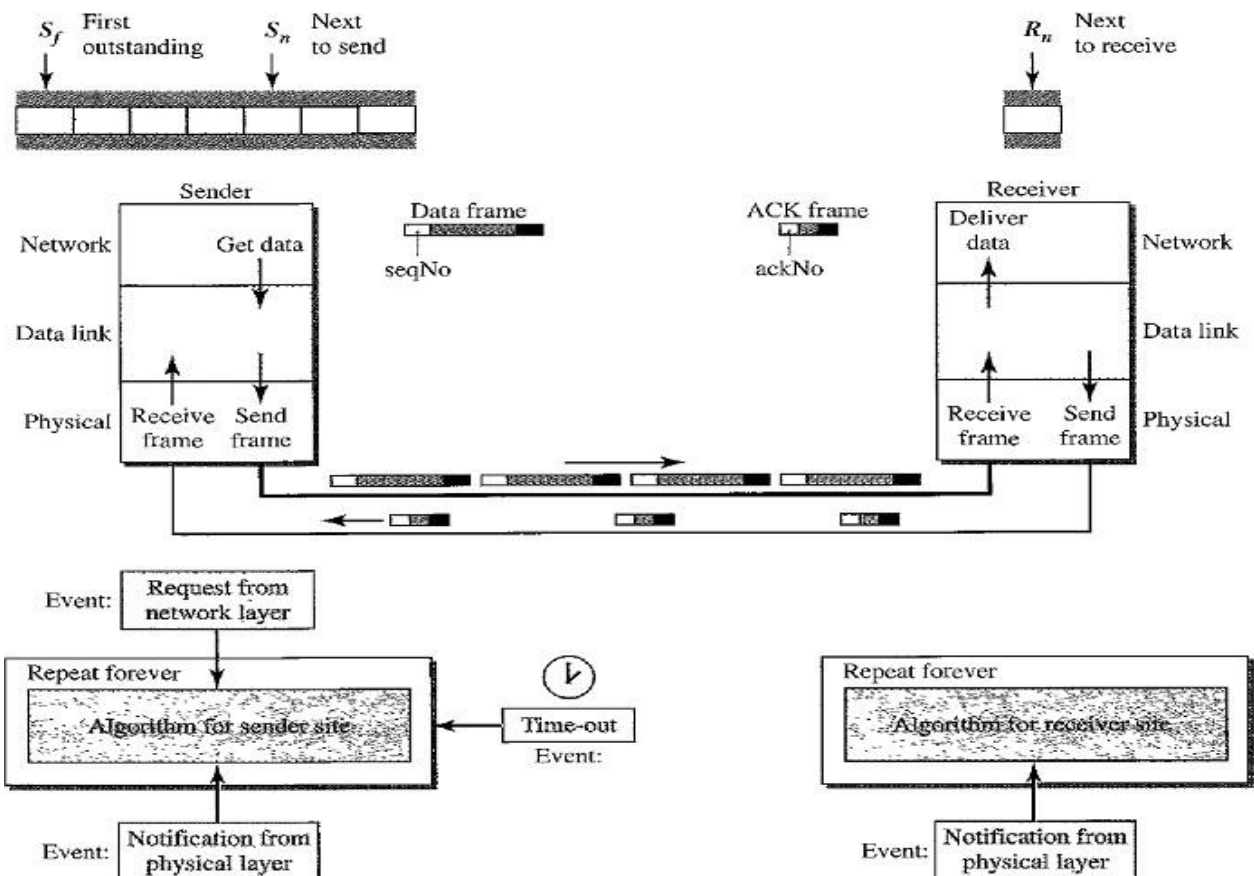 Sf First
outstanding
Sn Next
to send
Rn Next
to receive
Sender
Data frame
ACK frame
Receiver
Network
Get data
seqNo
ackNo
Deliver
data
Network
Data link
Data link
Physical
Receive
frame
Send
frame
Receive
frame
Send
frame
Physical
Event:
Request from
network layer
Repeat forever
Algorithm for sender site
Time-out
Event:
Repeat forever
Algorithm for receiver site
Event:
Notification from
physical layer
Event:
Notification from
physical layer